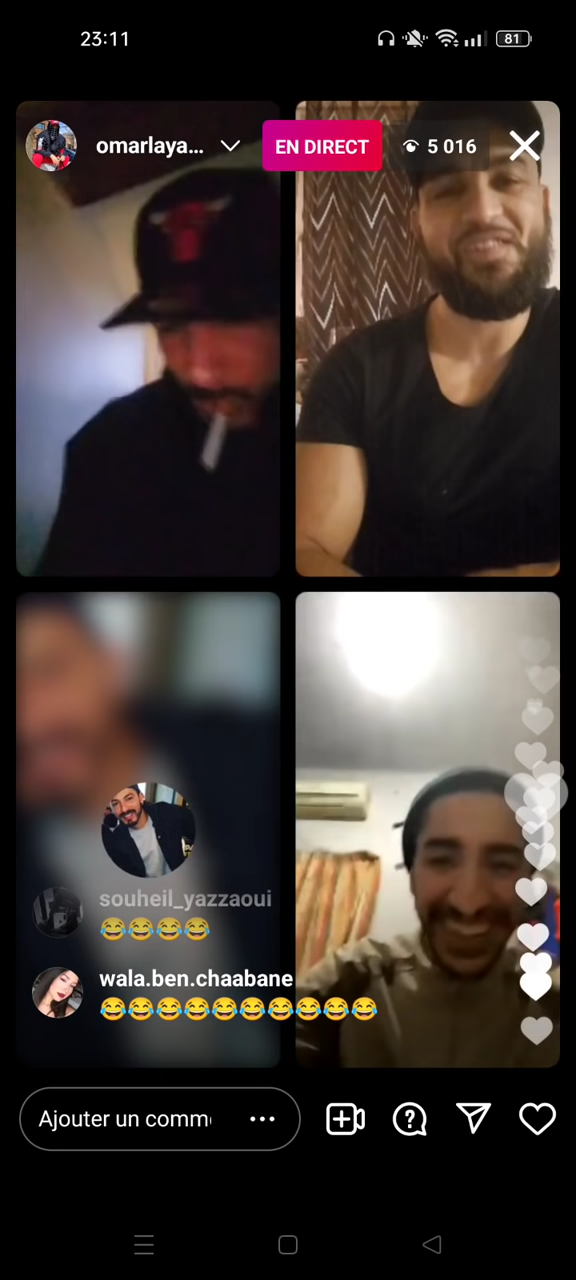 23:11
81
omarlaya...
EN DIRECT
5 016
souheil_yazzaoui
😂😂😂😂
wala.ben.chaabane
😂😂😂😂😂😂😂😂😂😂
Ajouter un comm